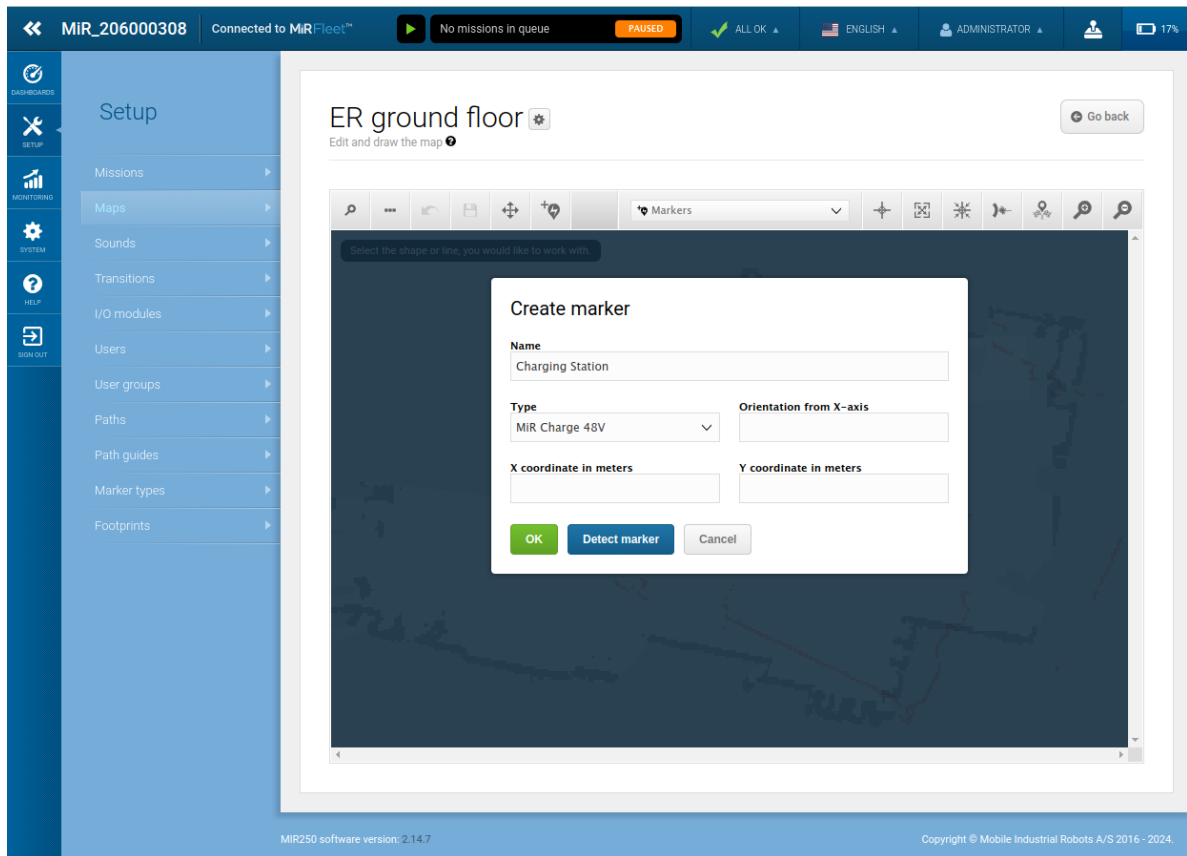 MiR_206000308 Connected to MiRFleet™ No missions in queue PAUSED ALL OK ENGLISH ADMINISTRATOR 17%
DASHBOARDS
SETUP
MONITORING
SYSTEM
HELP
SIGN OUT
Setup
Missions
Maps
Sounds
Transitions
I/O modules
Users
User groups
Paths
Path guides
Marker types
Footprints
ER ground floor
Go back
Edit and draw the map
Markers
Select the shape or line, you would like to work with.
Create marker
Name
Charging Station
Type Orientation from X-axis
MiR Charge 48V
X coordinate in meters Y coordinate in meters
OK Detect marker Cancel
MIR250 software version: 2.14.7 Copyright © Mobile Industrial Robots A/S 2016 - 2024.